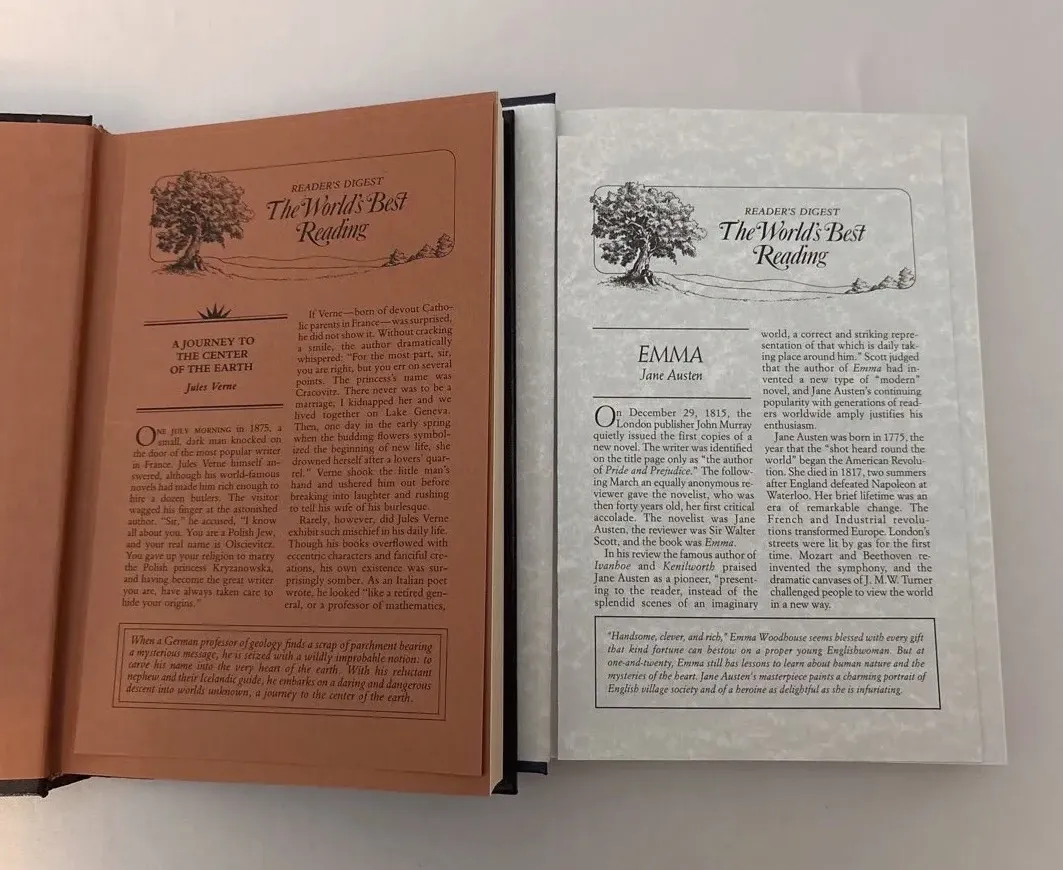 READER'S DIGEST
The World's Best
Reading
A JOURNEY TO
THE CENTER
OF THE EARTH
Jules Verne
ONE JULY MORNING in 1875, a
small, dark man knocked on
the door of the most popular writer
in France. Jules Verne himself an-
swered, although his world-famous
novels had made him rich enough to
hire a dozen butlers. The visitor
wagged his finger at the astonished
author. "Sir," he accused, "I know
all about you. You are a Polish Jew,
and your real name is Olscievitcz.
You gave up your religion to marry
the Polish princess Kryzanowska,
and having become the great writer
you are, have always taken care to
hide your origins."
If Verne—born of devout Catho-
lic parents in France—was surprised,
he did not show it. Without cracking
a smile, the author dramatically
whispered: "For the most part, sir,
you are right, but you err on several
points. The princess's name was
Cracovitz. There never was to be a
marriage; I kidnapped her and we
lived together on Lake Geneva.
Then, one day in the early spring
when the budding flowers symbol-
ized the beginning of new life, she
drowned herself after a lovers' quar-
rel." Verne shook the little man's
hand and ushered him out before
breaking into laughter and rushing
to tell his wife of his burlesque.
Rarely, however, did Jules Verne
exhibit such mischief in his daily life.
Though his books overflowed with
eccentric characters and fanciful cre-
ations, his own existence was sur-
prisingly somber. As an Italian poet
wrote, he looked "like a retired gen-
eral, or a professor of mathematics,
When a German professor of geology finds a scrap of parchment bearing
a mysterious message, he is seized with a wildly improbable notion: to
carve his name into the very heart of the earth. With his reluctant
nephew and their Icelandic guide, he embarks on a daring and dangerous
descent into worlds unknown, a journey to the center of the earth.
READER'S DIGEST
The World's Best
Reading
EMMA
Jane Austen
On December 29, 1815, the
London publisher John Murray
quietly issued the first copies of a
new novel. The writer was identified
on the title page only as "the author
of Pride and Prejudice." The follow-
ing March an equally anonymous re-
viewer gave the novelist, who was
then forty years old, her first critical
accolade. The novelist was Jane
Austen, the reviewer was Sir Walter
Scott, and the book was Emma.
In his review the famous author of
Ivanhoe and Kenilworth praised
Jane Austen as a pioneer, "present-
ing to the reader, instead of the
splendid scenes of an imaginary
world, a correct and striking repre-
sentation of that which is daily tak-
ing place around him." Scott judged
that the author of Emma had in-
vented a new type of "modern"
novel, and Jane Austen's continuing
popularity with generations of read-
ers worldwide amply justifies his
enthusiasm.
Jane Austen was born in 1775, the
year that the "shot heard round the
world" began the American Revolu-
tion. She died in 1817, two summers
after England defeated Napoleon at
Waterloo. Her brief lifetime was an
era of remarkable change. The
French and Industrial revolu-
tions transformed Europe. London's
streets were lit by gas for the first
time. Mozart and Beethoven re-
invented the symphony, and the
dramatic canvases of J. M. W. Turner
challenged people to view the world
in a new way.
"Handsome, clever, and rich," Emma Woodhouse seems blessed with every gift
that kind fortune can bestow on a proper young Englishwoman. But at
one-and-twenty, Emma still has lessons to learn about human nature and the
mysteries of the heart. Jane Austen's masterpiece paints a charming portrait of
English village society and of a heroine as delightful as she is infuriating.